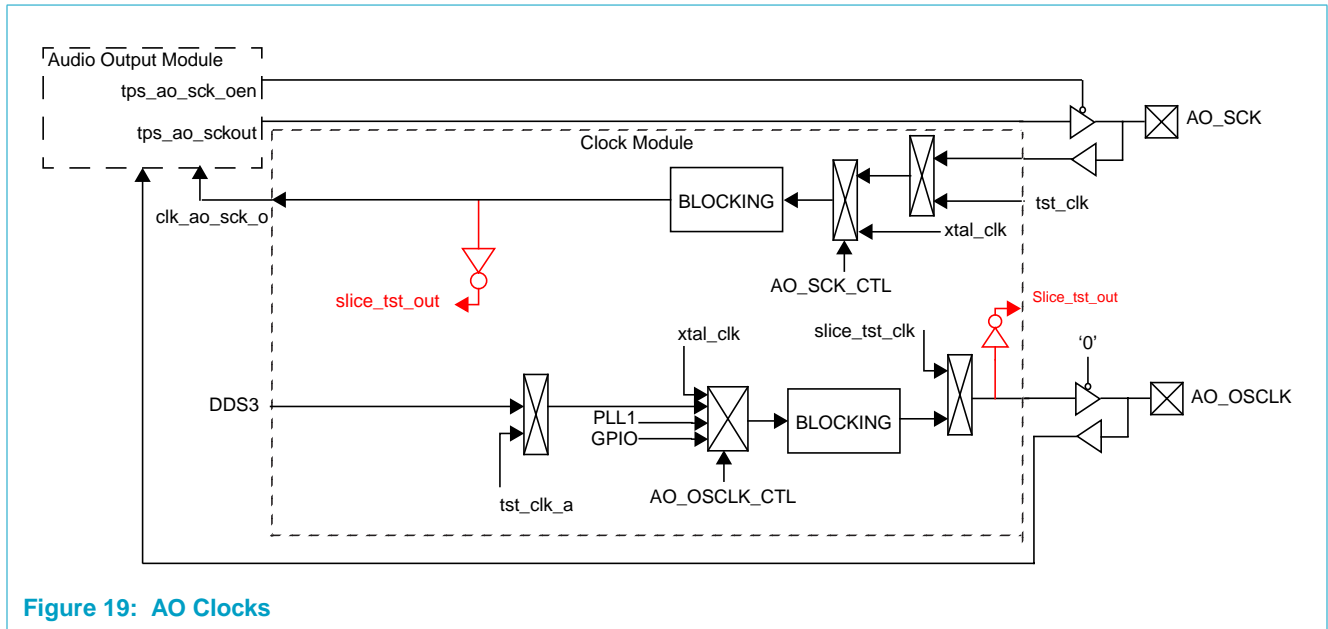 Audio Output Module
tps_ao_sck_oen
tps_ao_sckout
AO_SCK
Clock Module
BLOCKING
clk_ao_sck_o
tst_clk
xtal_clk
AO_SCK_CTL
slice_tst_out
Slice_tst_out
xtal_clk
slice_tst_clk
‘0’
DDS3
PLL1
GPIO
BLOCKING
AO_OSCLK
tst_clk_a
AO_OSCLK_CTL
Figure 19: AO Clocks